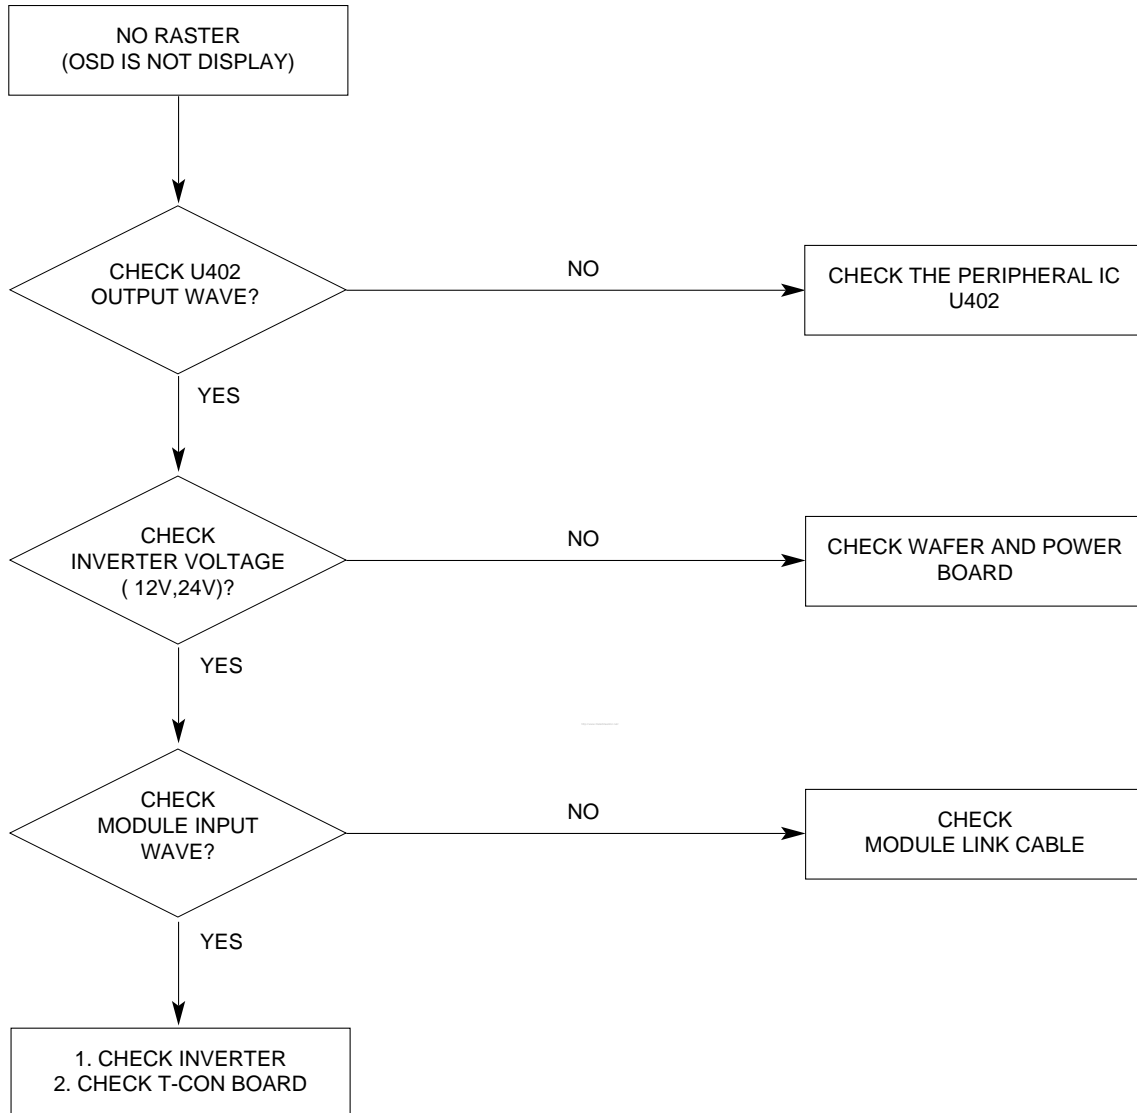 NO RASTER
(OSD IS NOT DISPLAY)
CHECK U402
OUTPUT WAVE?
NO
CHECK THE PERIPHERAL IC
U402
YES
CHECK
INVERTER VOLTAGE
( 12V,24V)?
NO
CHECK WAFER AND POWER
BOARD
YES
CHECK
MODULE INPUT
WAVE?
NO
CHECK
MODULE LINK CABLE
YES
1. CHECK INVERTER
2. CHECK T-CON BOARD